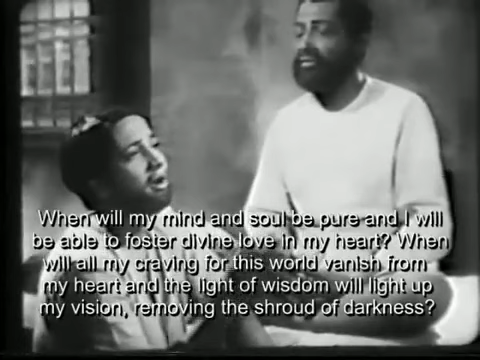 When will my mind and soul be pure and I will
be able to foster divine love in my heart? When
will all my craving for this world vanish from
my heart and the light of wisdom will light up
my vision, removing the shroud of darkness?